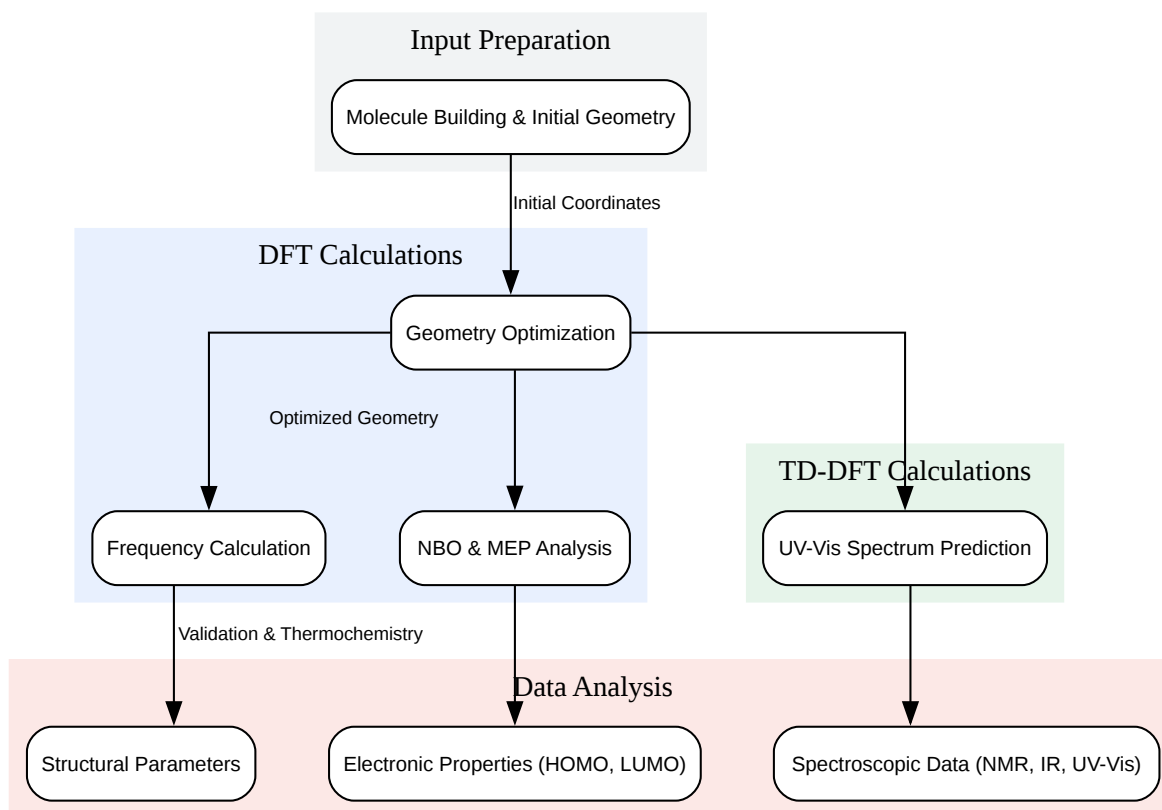 Input Preparation
Molecule Building & Initial Geometry
Initial Coordinates
DFT Calculations
Geometry Optimization
Optimized Geometry
TD-DFT Calculations
Frequency Calculation
NBO & MEP Analysis
UV-Vis Spectrum Prediction
Validation & Thermochemistry
Data Analysis
Structural Parameters
Electronic Properties (HOMO, LUMO)
Spectroscopic Data (NMR, IR, UV-Vis)